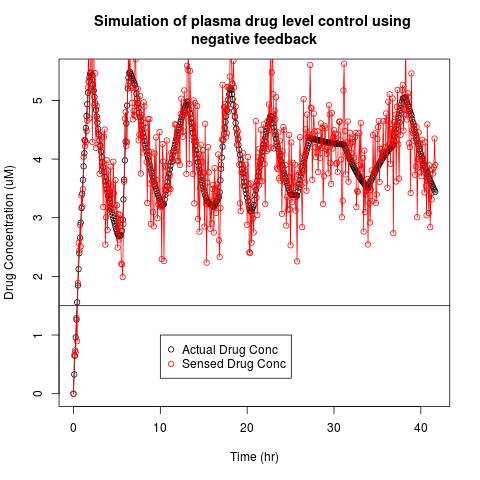 Simulation of plasma drug level control using
negative feedback
Drug Concentration (uM)
5
4
3
2
1
0
Actual Drug Conc
Sensed Drug Conc
0 10 20 30 40
Time (hr)